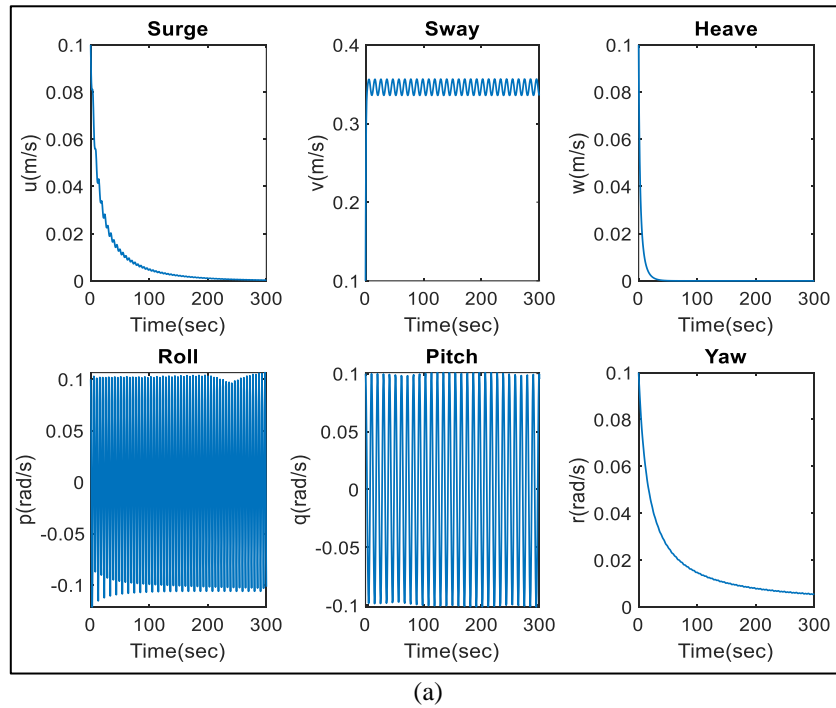 Surge
Sway
Heave
0.1
0.08
0.06
0.04
0.02
0
u(m/s)
0
100
200
300
Time(sec)
0.4
0.3
0.2
0.1
v(m/s)
0
100
200
300
Time(sec)
0.1
0.08
0.06
0.04
0.02
0
w(m/s)
0
100
200
300
Time(sec)
Roll
Pitch
Yaw
0.1
0.05
0
-0.05
-0.1
p(rad/s)
0
100
200
300
Time(sec)
0.1
0.05
0
-0.05
-0.1
q(rad/s)
0
100
200
300
Time(sec)
0.1
0.08
0.06
0.04
0.02
0
r(rad/s)
0
100
200
300
Time(sec)
(a)